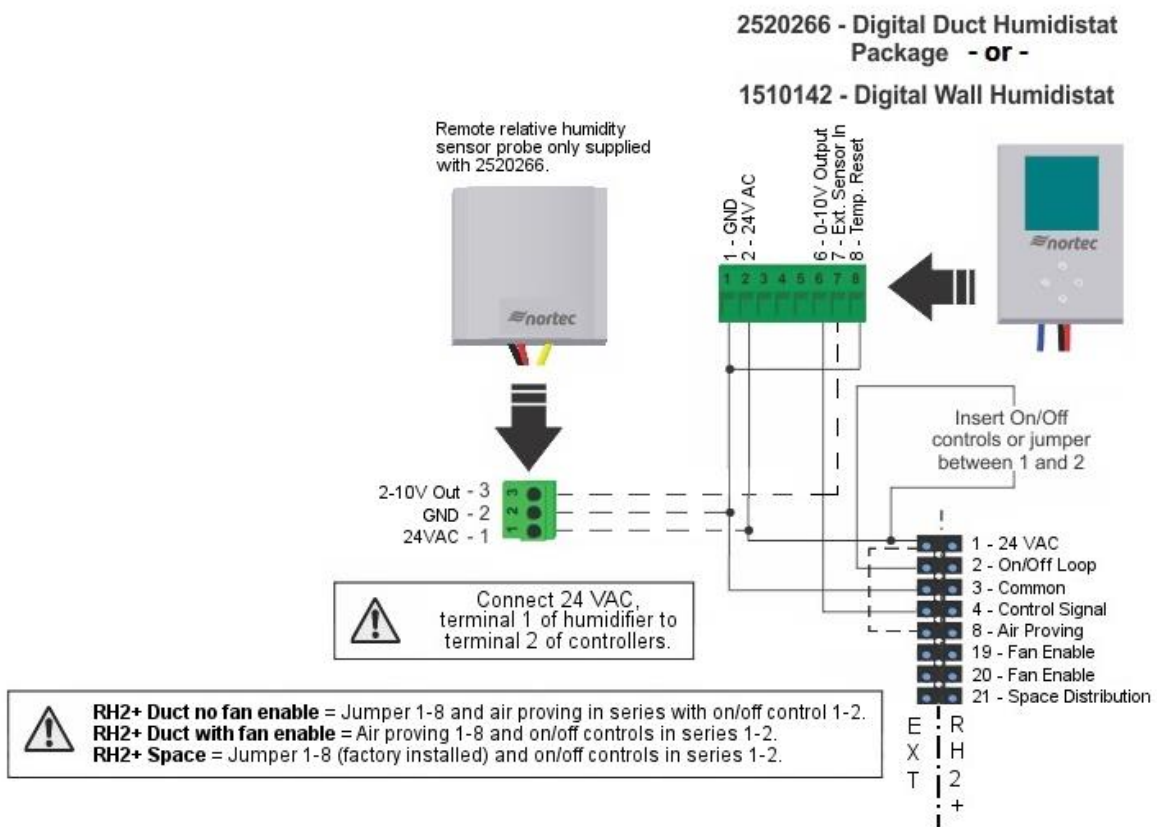 2520266 - Digital Duct Humidistat
Package - or -
1510142 - Digital Wall Humidistat
Remote relative humidity
sensor probe only supplied
with 2520266.
nortec
1 - GND
2 - 24V AC
6 - 0-10V Output
7 - Ext. Sensor In
8 - Temp. Reset
1 2 3 4 5 6 7 8
nortec
Insert On/Off
controls or jumper
between 1 and 2
2-10V Out - 3
GND - 2
24VAC - 1
3
2
1
1 - 24 VAC
2 - On/Off Loop
3 - Common
4 - Control Signal
8 - Air Proving
19 - Fan Enable
20 - Fan Enable
21 - Space Distribution
Connect 24 VAC,
terminal 1 of humidifier to
terminal 2 of controllers.
RH2+ Duct no fan enable = Jumper 1-8 and air proving in series with on/off control 1-2.
RH2+ Duct with fan enable = Air proving 1-8 and on/off controls in series 1-2.
RH2+ Space = Jumper 1-8 (factory installed) and on/off controls in series 1-2.
EXT
RH2+